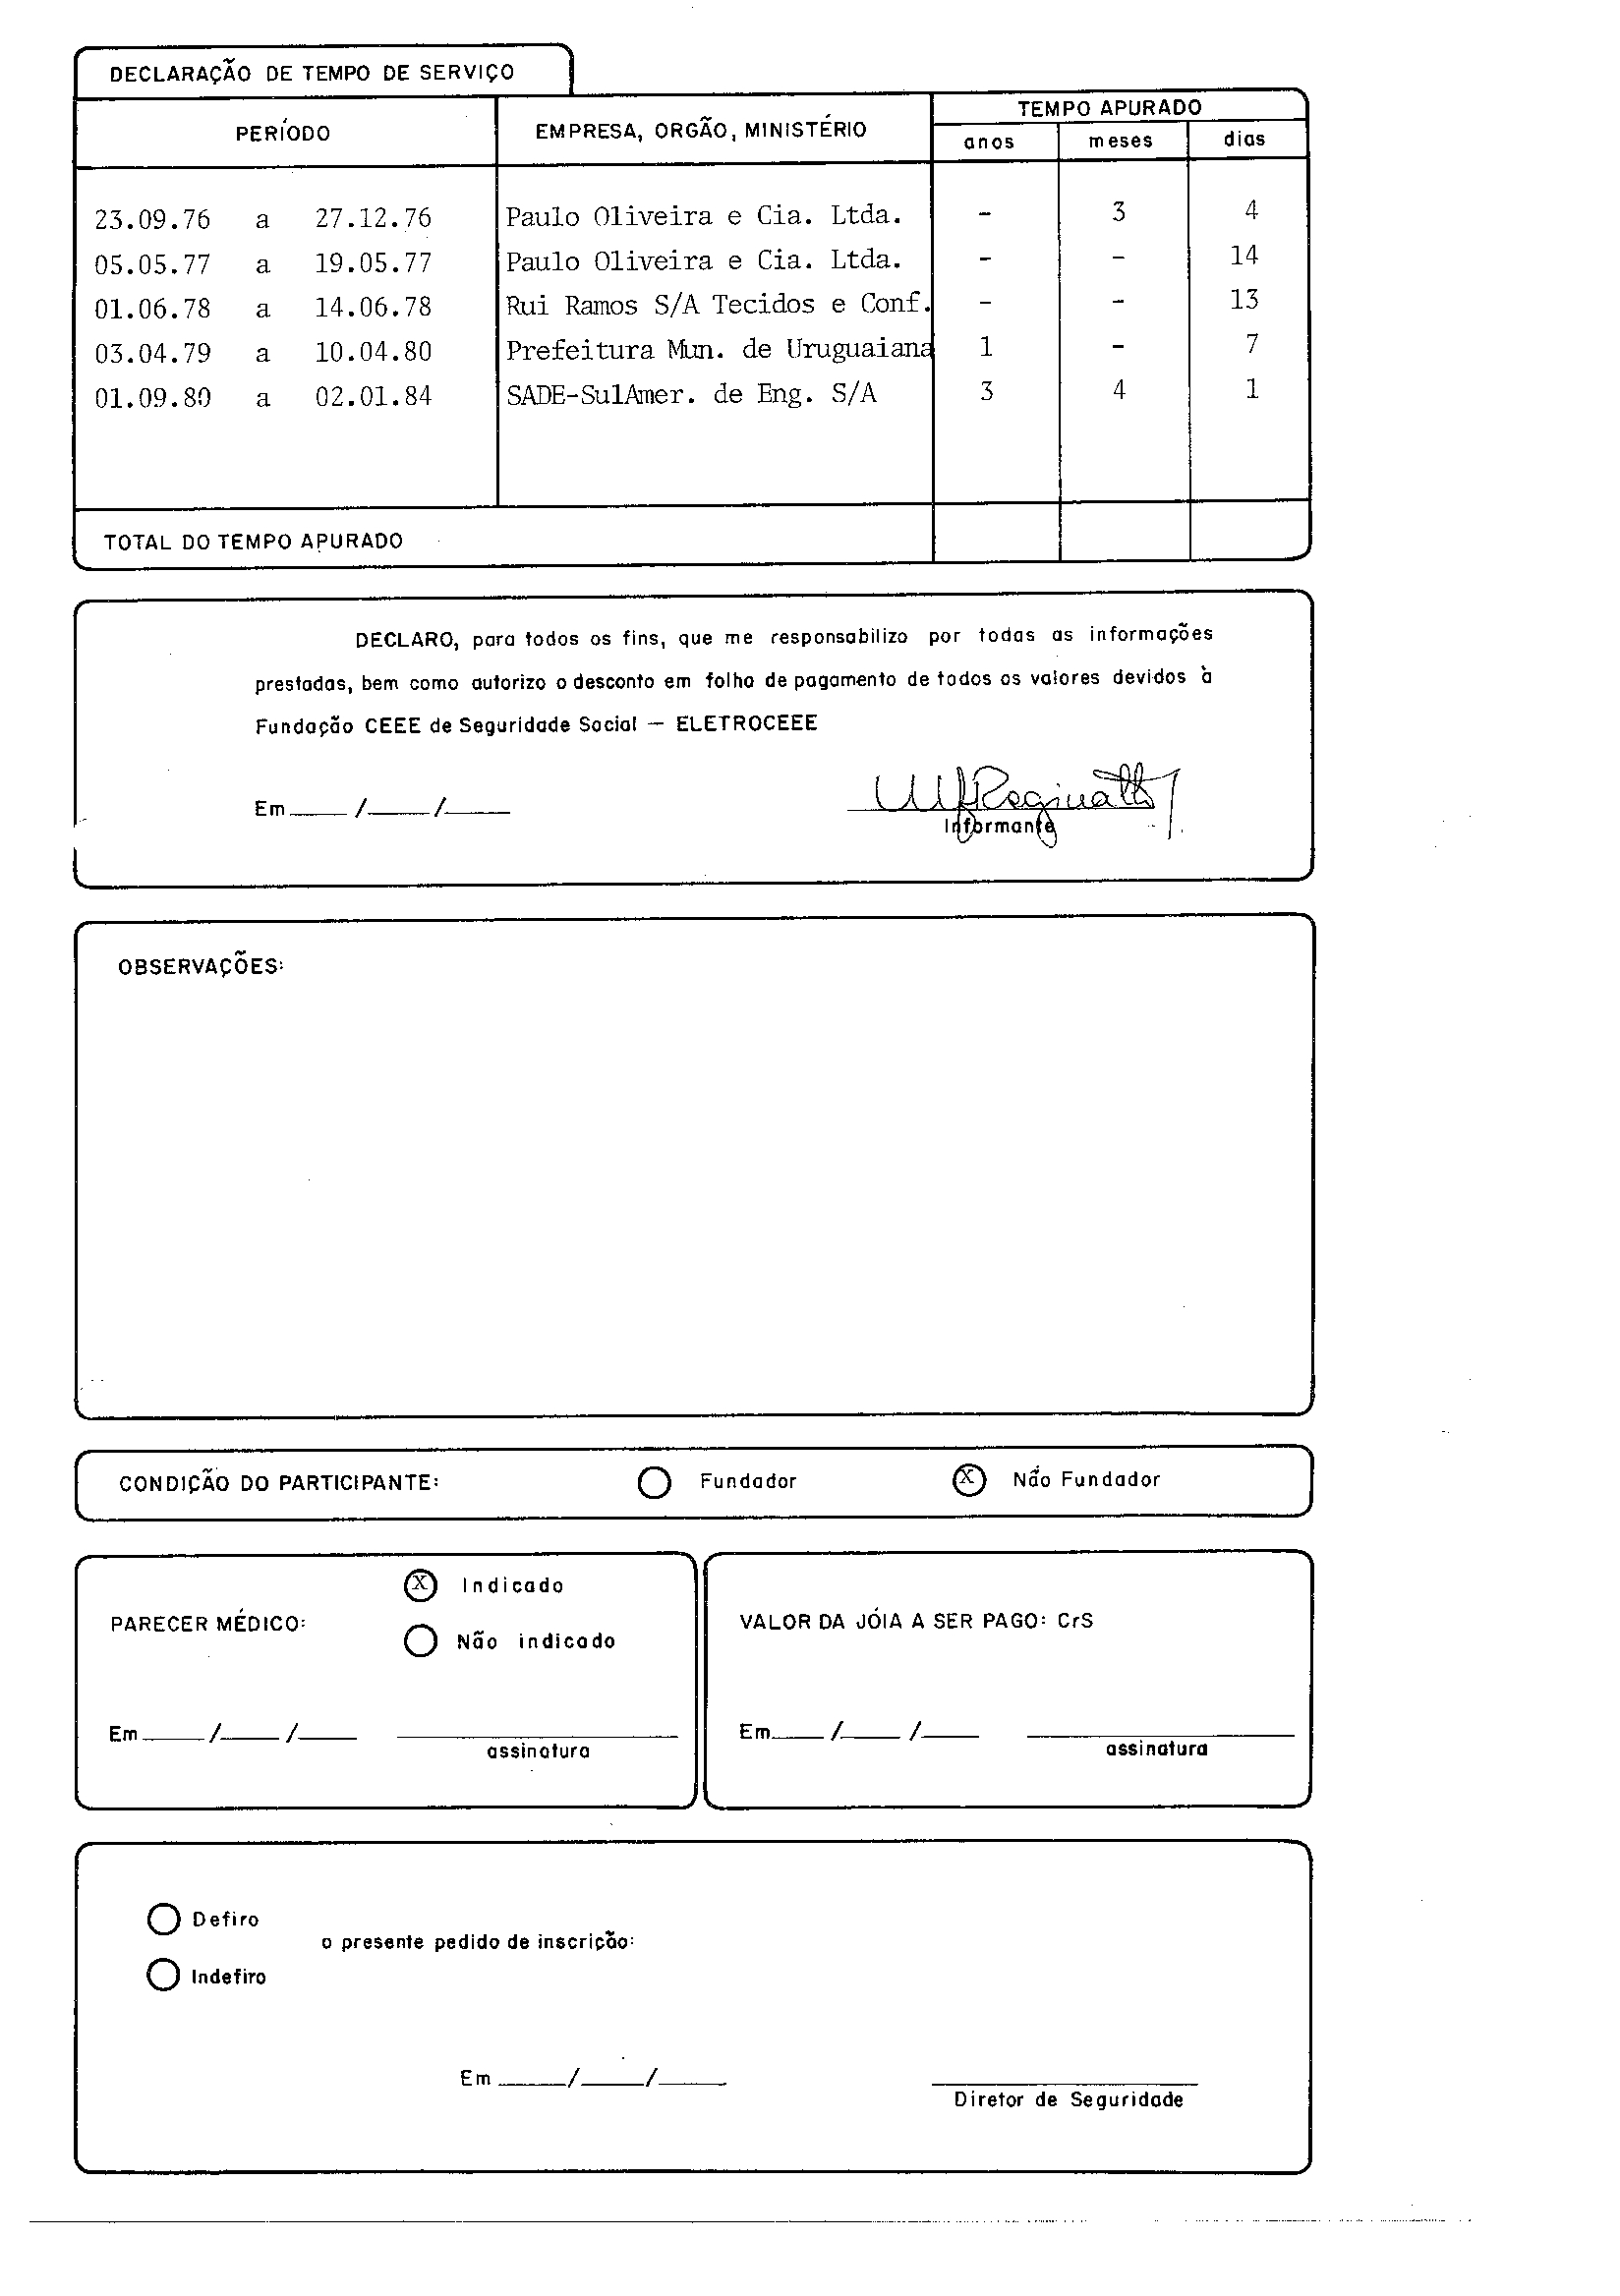 DECLARAÇÃO DE TEMPO DE SERVIÇO
PERÍODO EMPRESA, ORGÃO, MINISTÉRIO TEMPO APURADO
anos meses dias
23.09.76 a 27.12.76 Paulo Oliveira e Cia. Ltda. - 3 4
05.05.77 a 19.05.77 Paulo Oliveira e Cia. Ltda. - - 14
01.06.78 a 14.06.78 Rui Ramos S/A Tecidos e Conf. - - 13
03.04.79 a 10.04.80 Prefeitura Mun. de Uruguaiana 1 - 7
01.09.80 a 02.01.84 SADE-SulAmer. de Eng. S/A 3 4 1
TOTAL DO TEMPO APURADO
DECLARO, para todos os fins, que me responsabilizo por todas as informações
prestadas, bem como autorizo o desconto em folha de pagamento de todos os valores devidos à
Fundação CEEE de Seguridade Social — ELETROCEEE
Em ____/____/____
Informante
OBSERVAÇÕES:
CONDIÇÃO DO PARTICIPANTE: Fundador X Não Fundador
X Indicado
PARECER MÉDICO:
Não indicado
Em ____/____/____
assinatura
VALOR DA JÓIA A SER PAGO: Cr$
Em ____/____/____
assinatura
Defiro
o presente pedido de inscrição:
Indefiro
Em ____/____/____
Diretor de Seguridade